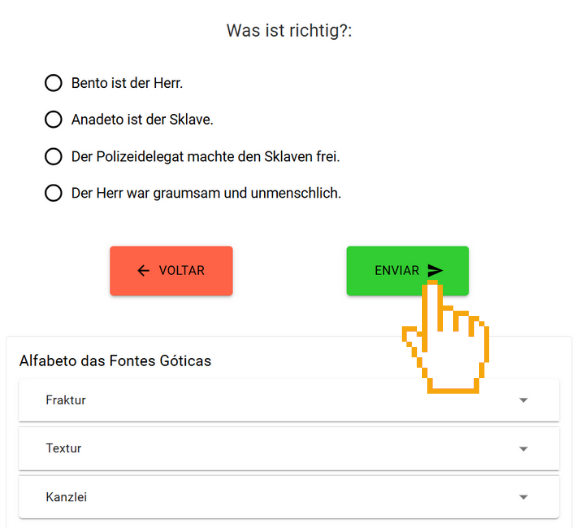 Was ist richtig?:
Bento ist der Herr.
Anadeto ist der Sklave.
Der Polizeidelegat machte den Sklaven frei.
Der Herr war graumsam und unmenschlich.
VOLTAR
ENVIAR
Alfabeto das Fontes Góticas
Fraktur
Textur
Kanzlei